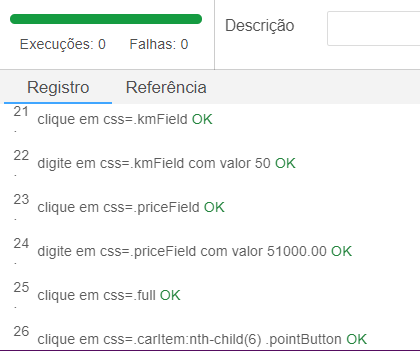 Execuções: 0 Falhas: 0
Descrição
Registro Referência
21. clique em css=.kmField OK
22. digite em css=.kmField com valor 50 OK
23. clique em css=.priceField OK
24. digite em css=.priceField com valor 51000.00 OK
25. clique em css=.full OK
26 clique em css=.carItem:nth-child(6) .pointButton OK